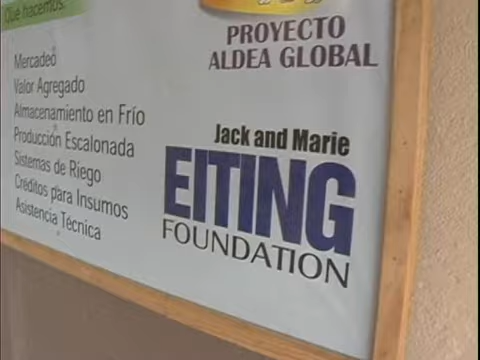 Que hacemos:
Mercadeo
Valor Agregado
Almacenamiento en Frío
Producción Escalonada
Sistemas de Riego
Créditos para Insumos
Asistencia Técnica
PROYECTO
ALDEA GLOBAL
Jack and Marie
EITING
FOUNDATION